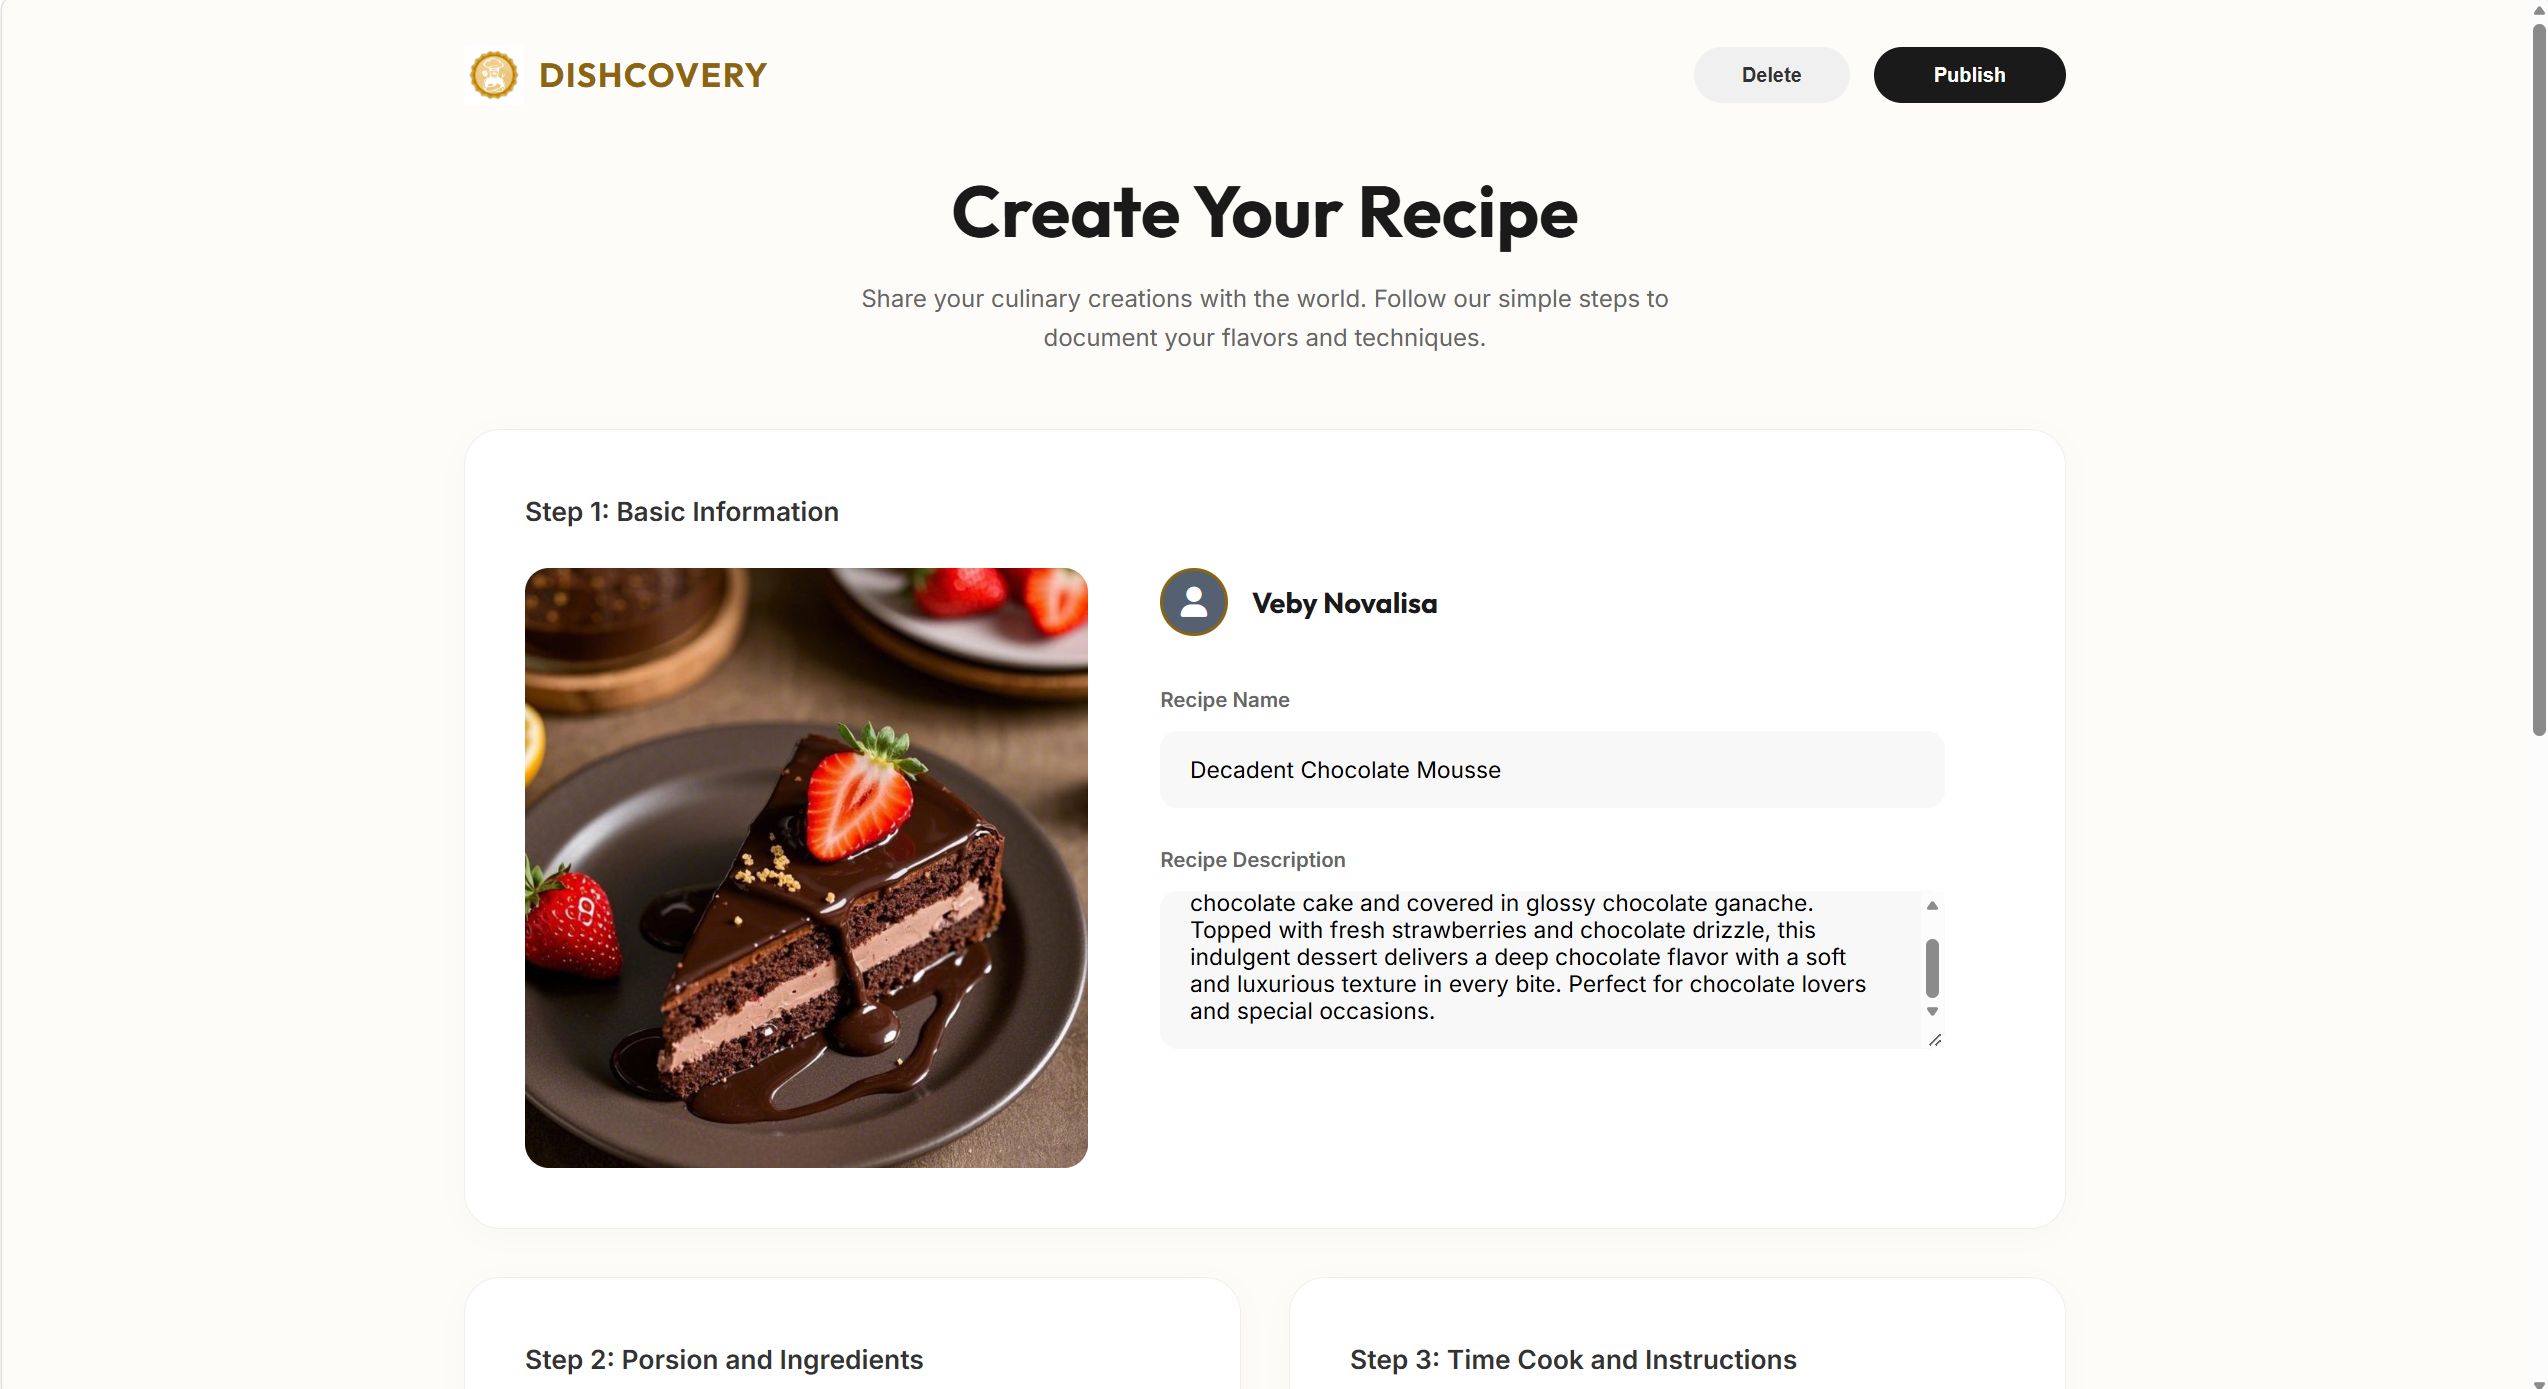 DISHCOVERY
Delete
Publish
Create Your Recipe
Share your culinary creations with the world. Follow our simple steps to
document your flavors and techniques.
Step 1: Basic Information
Veby Novalisa
Recipe Name
Decadent Chocolate Mousse
Recipe Description
chocolate cake and covered in glossy chocolate ganache.
Topped with fresh strawberries and chocolate drizzle, this
indulgent dessert delivers a deep chocolate flavor with a soft
and luxurious texture in every bite. Perfect for chocolate lovers
and special occasions.
Step 2: Porsion and Ingredients
Step 3: Time Cook and Instructions